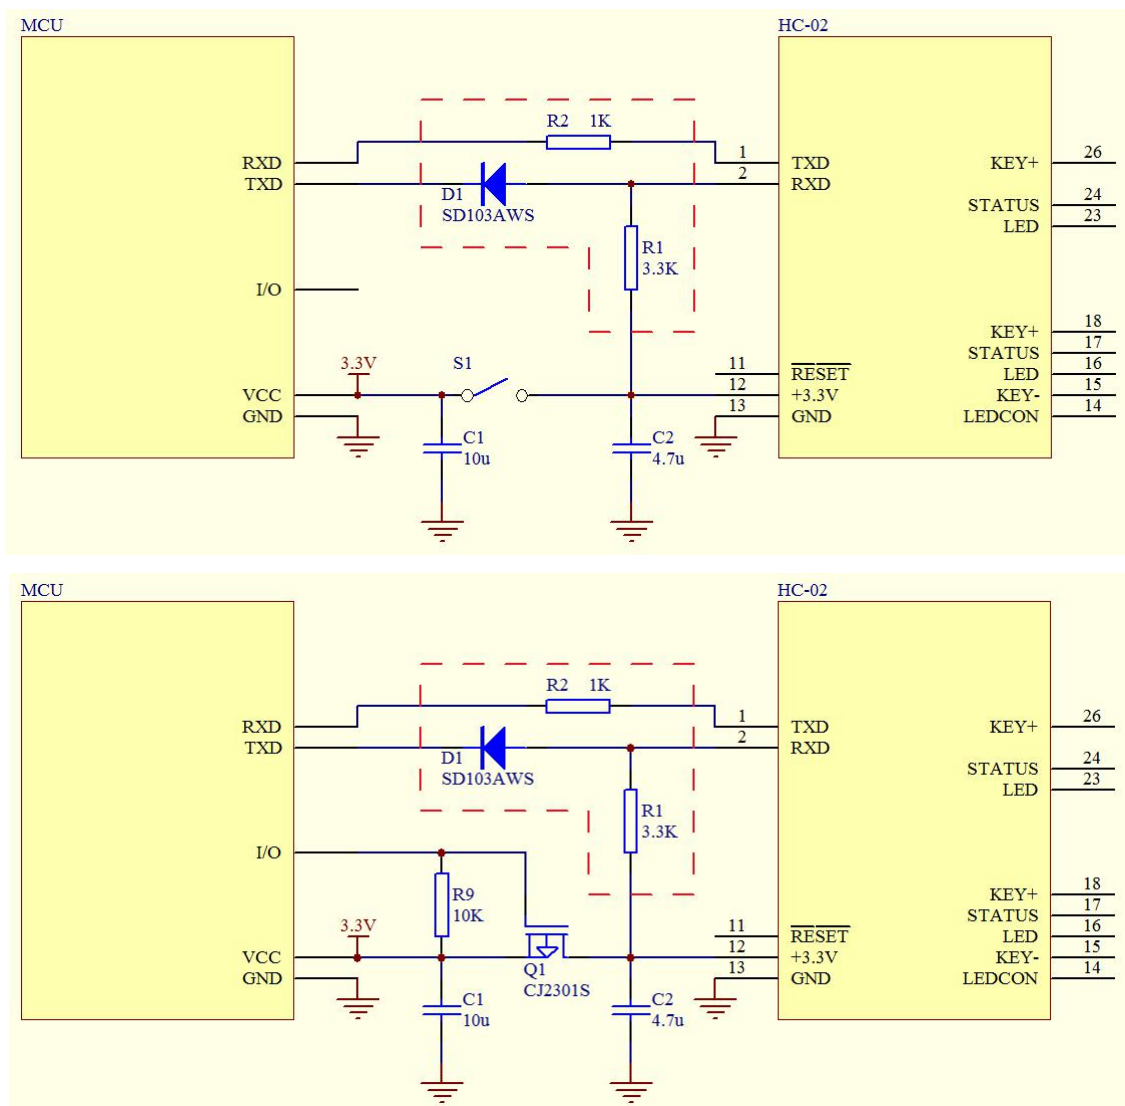 MCU HC-02
R2 1K
RXD 1 TXD KEY+ 26
TXD 2 RXD
D1
SD103AWS
STATUS 24
LED 23
R1
3.3K
I/O
KEY+ 18
STATUS 17
3.3V S1 11 RESET LED 16
VCC 12 +3.3V KEY- 15
GND 13 GND LEDCON 14
C1
10u
C2
4.7u
MCU HC-02
R2 1K
RXD 1 TXD KEY+ 26
TXD 2 RXD
D1
SD103AWS
STATUS 24
LED 23
R1
3.3K
I/O
R9
10K
KEY+ 18
STATUS 17
3.3V 11 RESET LED 16
VCC 12 +3.3V KEY- 15
GND 13 GND LEDCON 14
Q1
CJ2301S
C1
10u
C2
4.7u